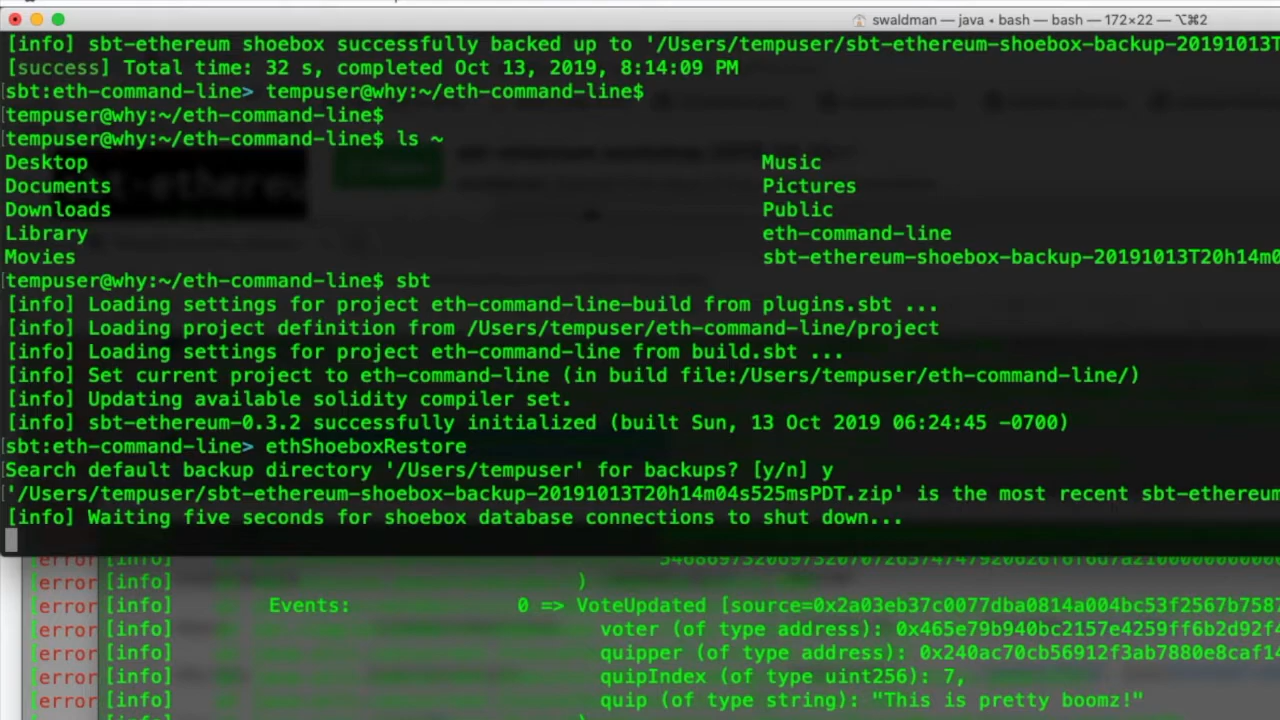 swaldman — java • bash — bash — 172×22 — ⌥⌘2
[info] sbt-ethereum shoebox successfully backed up to '/Users/tempuser/sbt-ethereum-shoebox-backup-20191013T
[success] Total time: 32 s, completed Oct 13, 2019, 8:14:09 PM
sbt:eth-command-line> tempuser@why:~/eth-command-line$
tempuser@why:~/eth-command-line$
tempuser@why:~/eth-command-line$ ls ~
Desktop Music
Documents Pictures
Downloads Public
Library eth-command-line
Movies sbt-ethereum-shoebox-backup-20191013T20h14m0
tempuser@why:~/eth-command-line$ sbt
[info] Loading settings for project eth-command-line-build from plugins.sbt ...
[info] Loading project definition from /Users/tempuser/eth-command-line/project
[info] Loading settings for project eth-command-line from build.sbt ...
[info] Set current project to eth-command-line (in build file:/Users/tempuser/eth-command-line/)
[info] Updating available solidity compiler set.
[info] sbt-ethereum-0.3.2 successfully initialized (built Sun, 13 Oct 2019 06:24:45 -0700)
sbt:eth-command-line> ethShoeboxRestore
Search default backup directory '/Users/tempuser' for backups? [y/n] y
'/Users/tempuser/sbt-ethereum-shoebox-backup-20191013T20h14m04s525msPDT.zip' is the most recent sbt-ethereum
[info] Waiting five seconds for shoebox database connections to shut down...
[error [info] )
[error [info] Events: 0 => VoteUpdated [source=0x2a03eb37c0077dba0814a004bc53f2567b7587
[error [info] voter (of type address): 0x465e79b940bc2157e4259ff6b2d92f4
[error [info] quipper (of type address): 0x240ac70cb56912f3ab7880e8caf14
[error [info] quipIndex (of type uint256): 7,
[error [info] quip (of type string): "This is pretty boomz!"